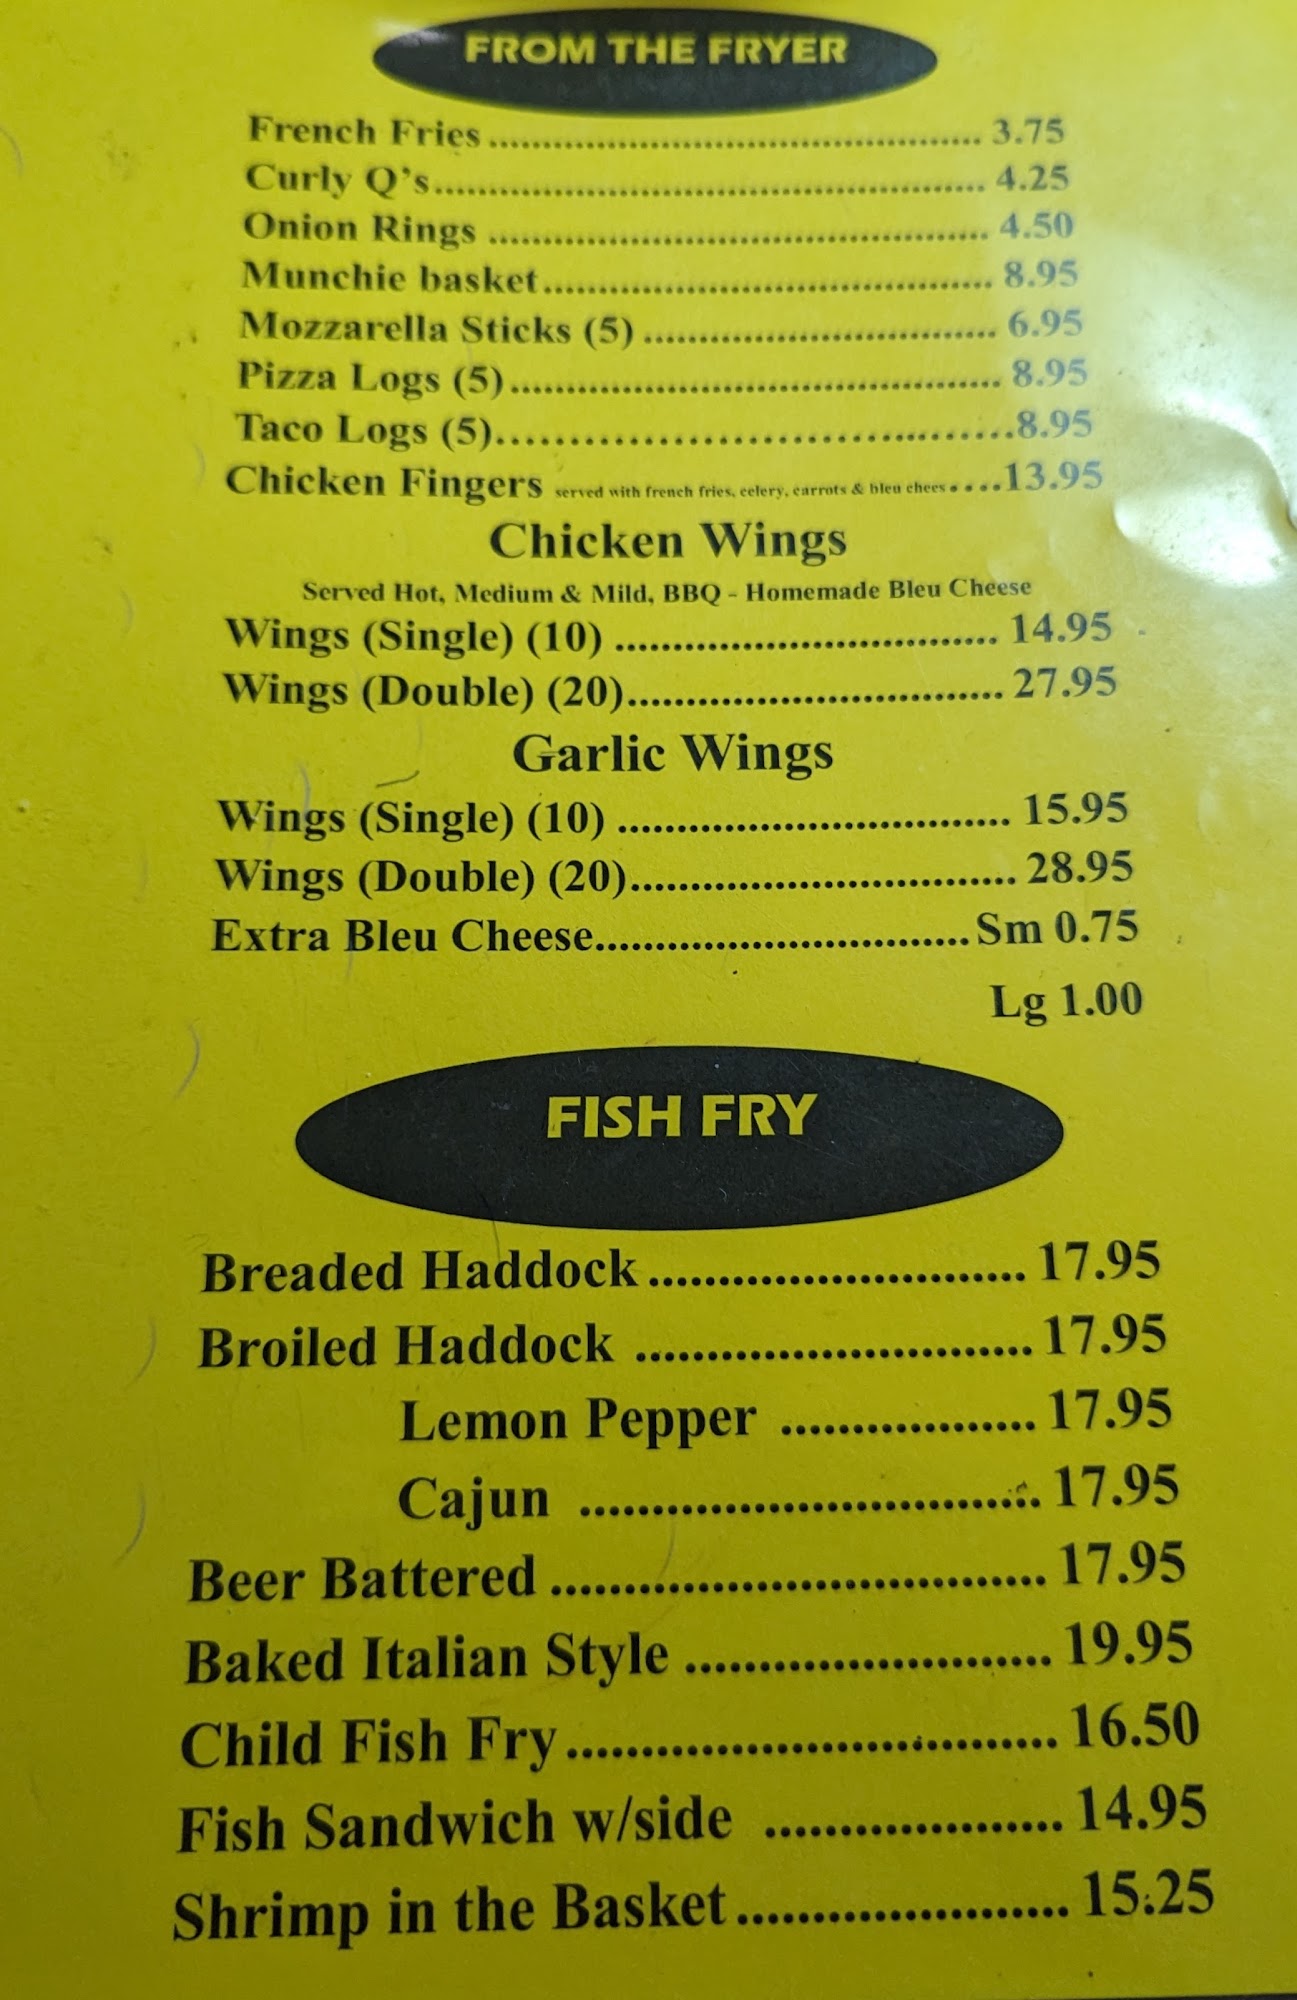 FROM THE FRYER
French Fries ........................................... 3.75
Curly Q's................................................ 4.25
Onion Rings ........................................... 4.50
Munchie basket....................................... 8.95
Mozzarella Sticks (5) ............................... 6.95
Pizza Logs (5)........................................... 8.95
Taco Logs (5)...................................8.95
Chicken Fingers served with french fries, celery, carrots & bleu chees....13.95
Chicken Wings
Served Hot, Medium & Mild, BBQ - Homemade Bleu Cheese
Wings (Single) (10) ................................. 14.95
Wings (Double) (20)................................ 27.95
Garlic Wings
Wings (Single) (10) ................................. 15.95
Wings (Double) (20)................................ 28.95
Extra Bleu Cheese............................... Sm 0.75
Lg 1.00
FISH FRY
Breaded Haddock ........................... 17.95
Broiled Haddock ............................ 17.95
Lemon Pepper .................. 17.95
Cajun ................................ 17.95
Beer Battered .................................. 17.95
Baked Italian Style ......................... 19.95
Child Fish Fry................................. 16.50
Fish Sandwich w/side .................... 14.95
Shrimp in the Basket....................... 15.25